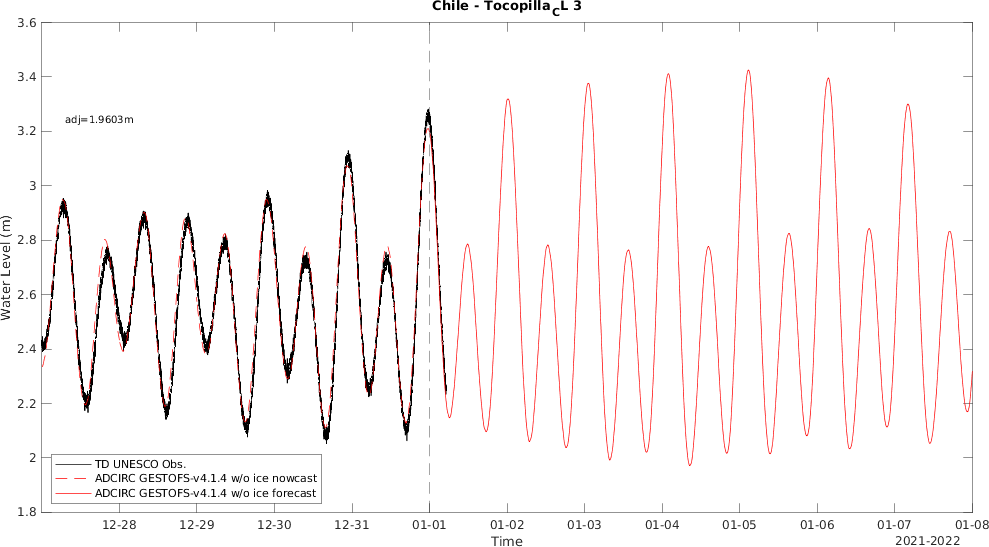 Chile - Tocopilla_CL 3
3.6
3.4
adj=1.9603m
3.2
3
2.8
Water Level (m)
2.6
2.4
2.2
2
1.8
TD UNESCO Obs.
ADCIRC GESTOFS-v4.1.4 w/o ice nowcast
ADCIRC GESTOFS-v4.1.4 w/o ice forecast
12-28 12-29 12-30 12-31 01-01 01-02 01-03 01-04 01-05 01-06 01-07 01-08
Time
2021-2022